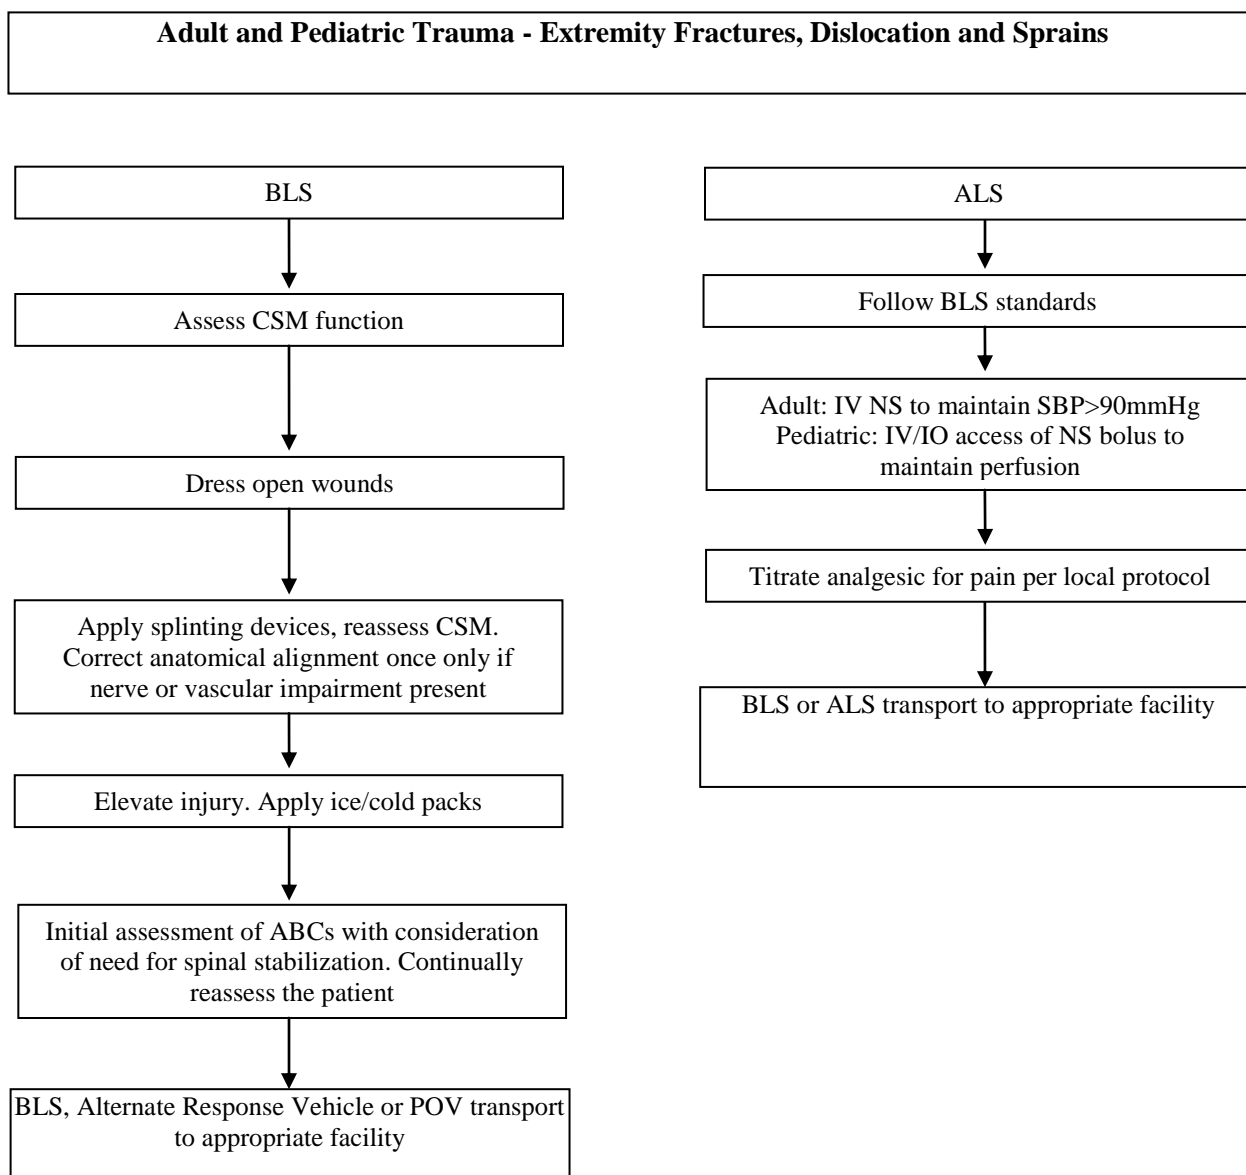 Adult and Pediatric Trauma - Extremity Fractures, Dislocation and Sprains
BLS
Assess CSM function
Dress open wounds
Apply splinting devices, reassess CSM.
Correct anatomical alignment once only if
nerve or vascular impairment present
Elevate injury. Apply ice/cold packs
Initial assessment of ABCs with consideration
of need for spinal stabilization. Continually
reassess the patient
BLS, Alternate Response Vehicle or POV transport
to appropriate facility
ALS
Follow BLS standards
Adult: IV NS to maintain SBP>90mmHg
Pediatric: IV/IO access of NS bolus to
maintain perfusion
Titrate analgesic for pain per local protocol
BLS or ALS transport to appropriate facility